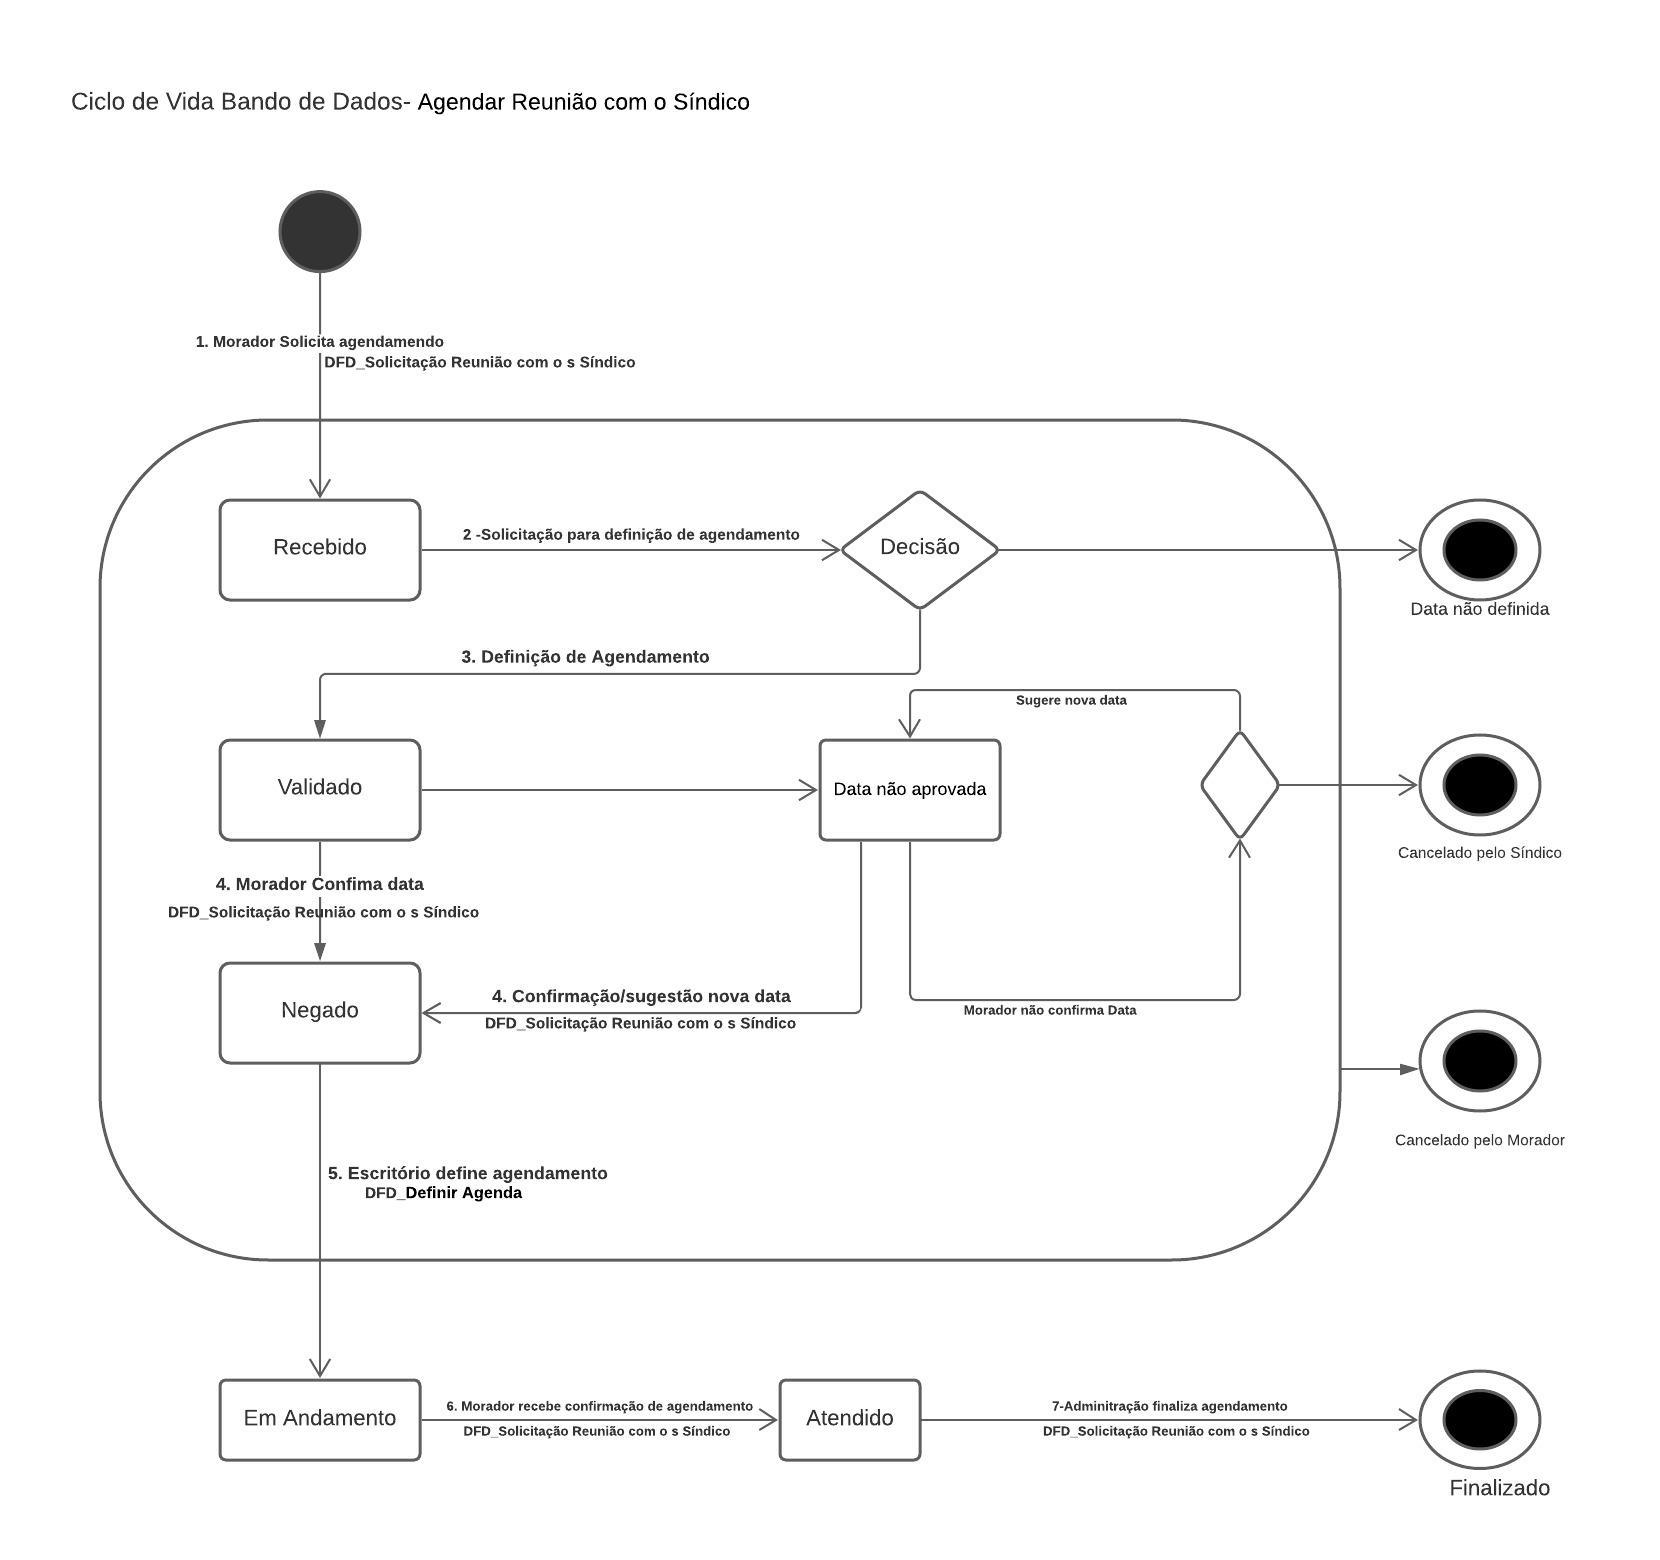 Ciclo de Vida Bando de Dados- Agendar Reunião com o Síndico
1. Morador Solicita agendamendo
DFD_Solicitação Reunião com o s Síndico
Recebido
2 -Solicitação para definição de agendamento
Decisão
Data não definida
3. Definição de Agendamento
Sugere nova data
Validado
Data não aprovada
Cancelado pelo Síndico
4. Morador Confima data
DFD_Solicitação Reunião com o s Síndico
Negado
4. Confirmação/sugestão nova data
DFD_Solicitação Reunião com o s Síndico
Morador não confirma Data
Cancelado pelo Morador
5. Escritório define agendamento
DFD_Definir Agenda
Em Andamento
6. Morador recebe confirmação de agendamento
DFD_Solicitação Reunião com o s Síndico
Atendido
7-Adminitração finaliza agendamento
DFD_Solicitação Reunião com o s Síndico
Finalizado